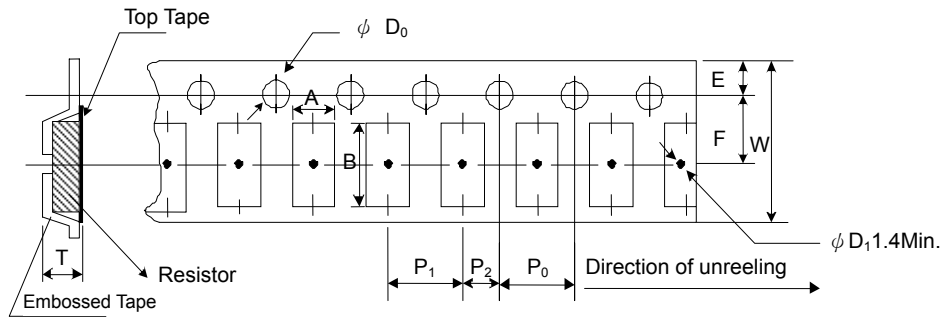 Top Tape
ψ D₀
A
E
F
W
B
ψ D₁ 1.4Min.
T
P₁
P₂
P₀
Direction of unreeling
Resistor
Embossed Tape